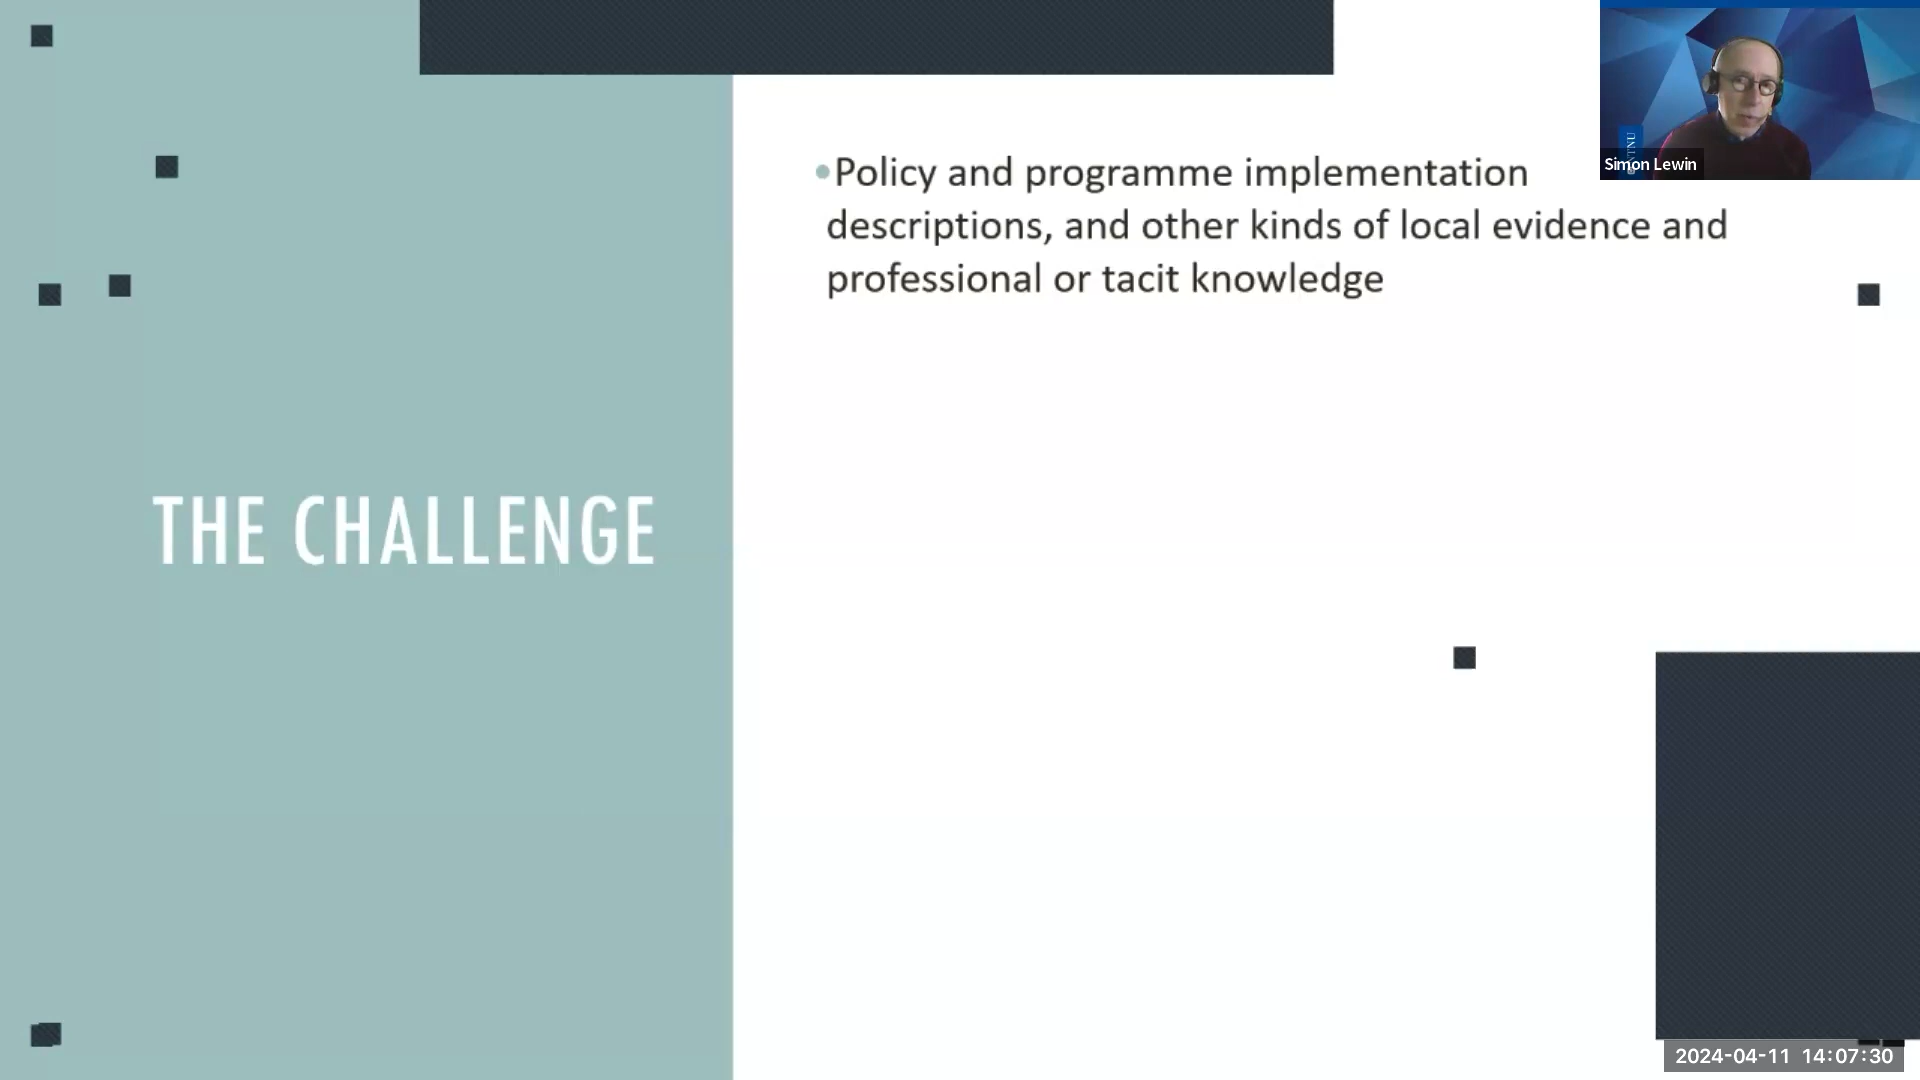 THE CHALLENGE
•Policy and programme implementation
descriptions, and other kinds of local evidence and
professional or tacit knowledge
NTNU
Simon Lewin
2024-04-11 14:07:30